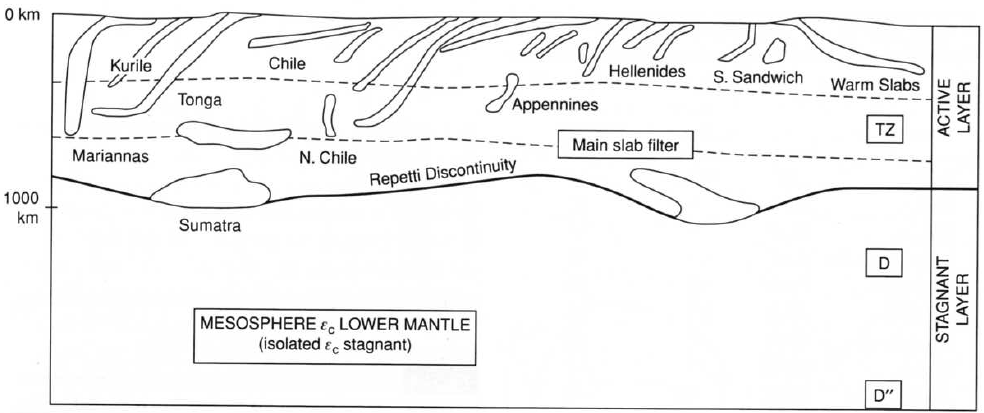 0 km
Kurile
Chile
Hellenides
S. Sandwich
Warm Slabs
Tonga
Appennines
TZ
ACTIVE
LAYER
Mariannas
N. Chile
Main slab filter
Repetti Discontinuity
1000
km
Sumatra
D
MESOSPHERE εc LOWER MANTLE
(isolated εc stagnant)
STAGNANT
LAYER
D″